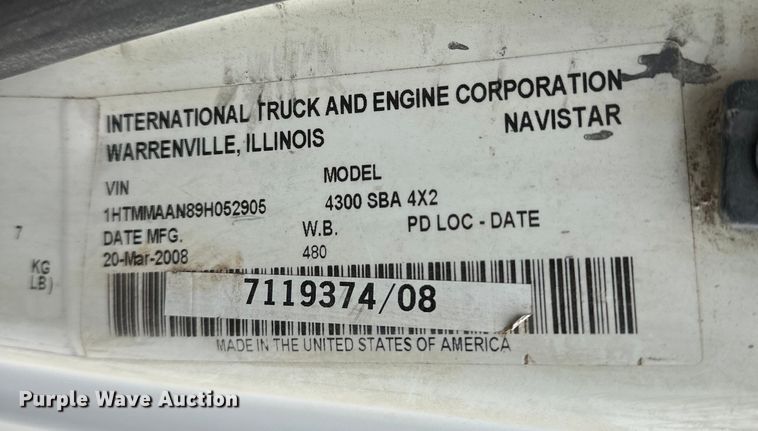 INTERNATIONAL TRUCK AND ENGINE CORPORATION
WARRENVILLE, ILLINOIS NAVISTAR
VIN MODEL
1HTMMAAN89H052905 4300 SBA 4X2
DATE MFG. W.B. PD LOC - DATE
20-Mar-2008 480
7
KG
LB)
7119374/08
MADE IN THE UNITED STATES OF AMERICA
Purple Wave Auction